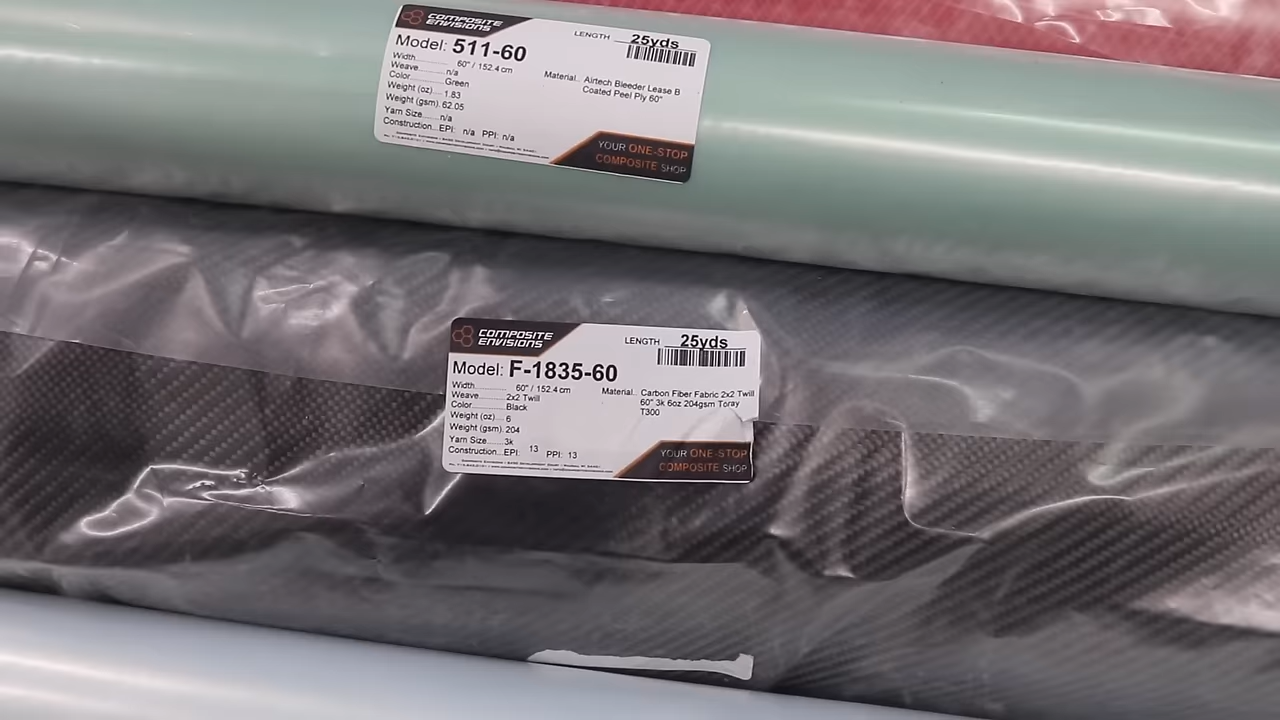 COMPOSITE
ENVISIONS
LENGTH 25yds
Model: 511-60
Width......... 60" / 152.4 cm
Weave......... n/a
Color......... Green
Weight (oz).... 1.83
Weight (gsm). 62.05
Yarn Size...... n/a
Construction...EPI: n/a PPI: n/a
Material.. Airtech Bleeder Lease B
Coated Peel Ply 60"
YOUR ONE-STOP
COMPOSITE SHOP
COMPOSITE
ENVISIONS
LENGTH 25yds
Model: F-1835-60
Width......... 60" / 152.4 cm
Weave......... 2x2 Twill
Color......... Black
Weight (oz).... 6
Weight (gsm). 204
Yarn Size...... 3k
Construction...EPI: 13 PPI: 13
Material.. Carbon Fiber Fabric 2x2 Twill
60" 3k 6oz 204gsm Toray
T300
YOUR ONE-STOP
COMPOSITE SHOP